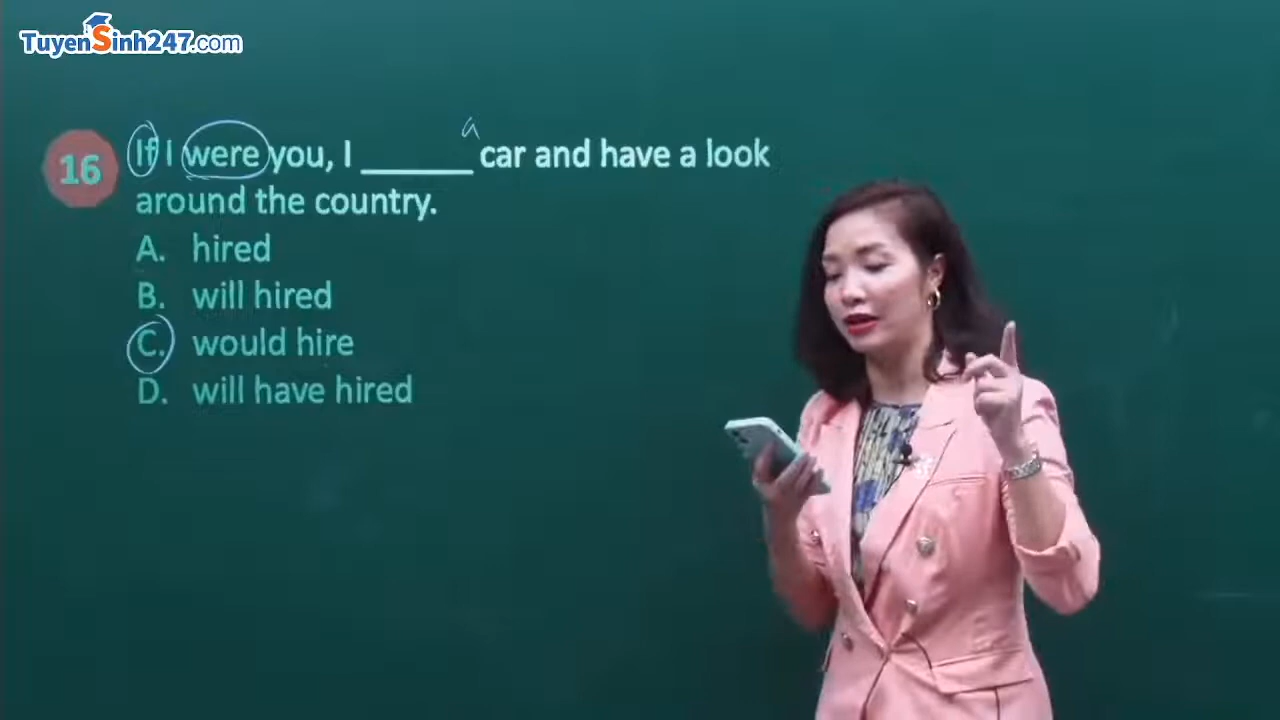 TuyenSinh247.com
a
16 If I were you, I ______ car and have a look
around the country.
A. hired
B. will hired
C. would hire
D. will have hired